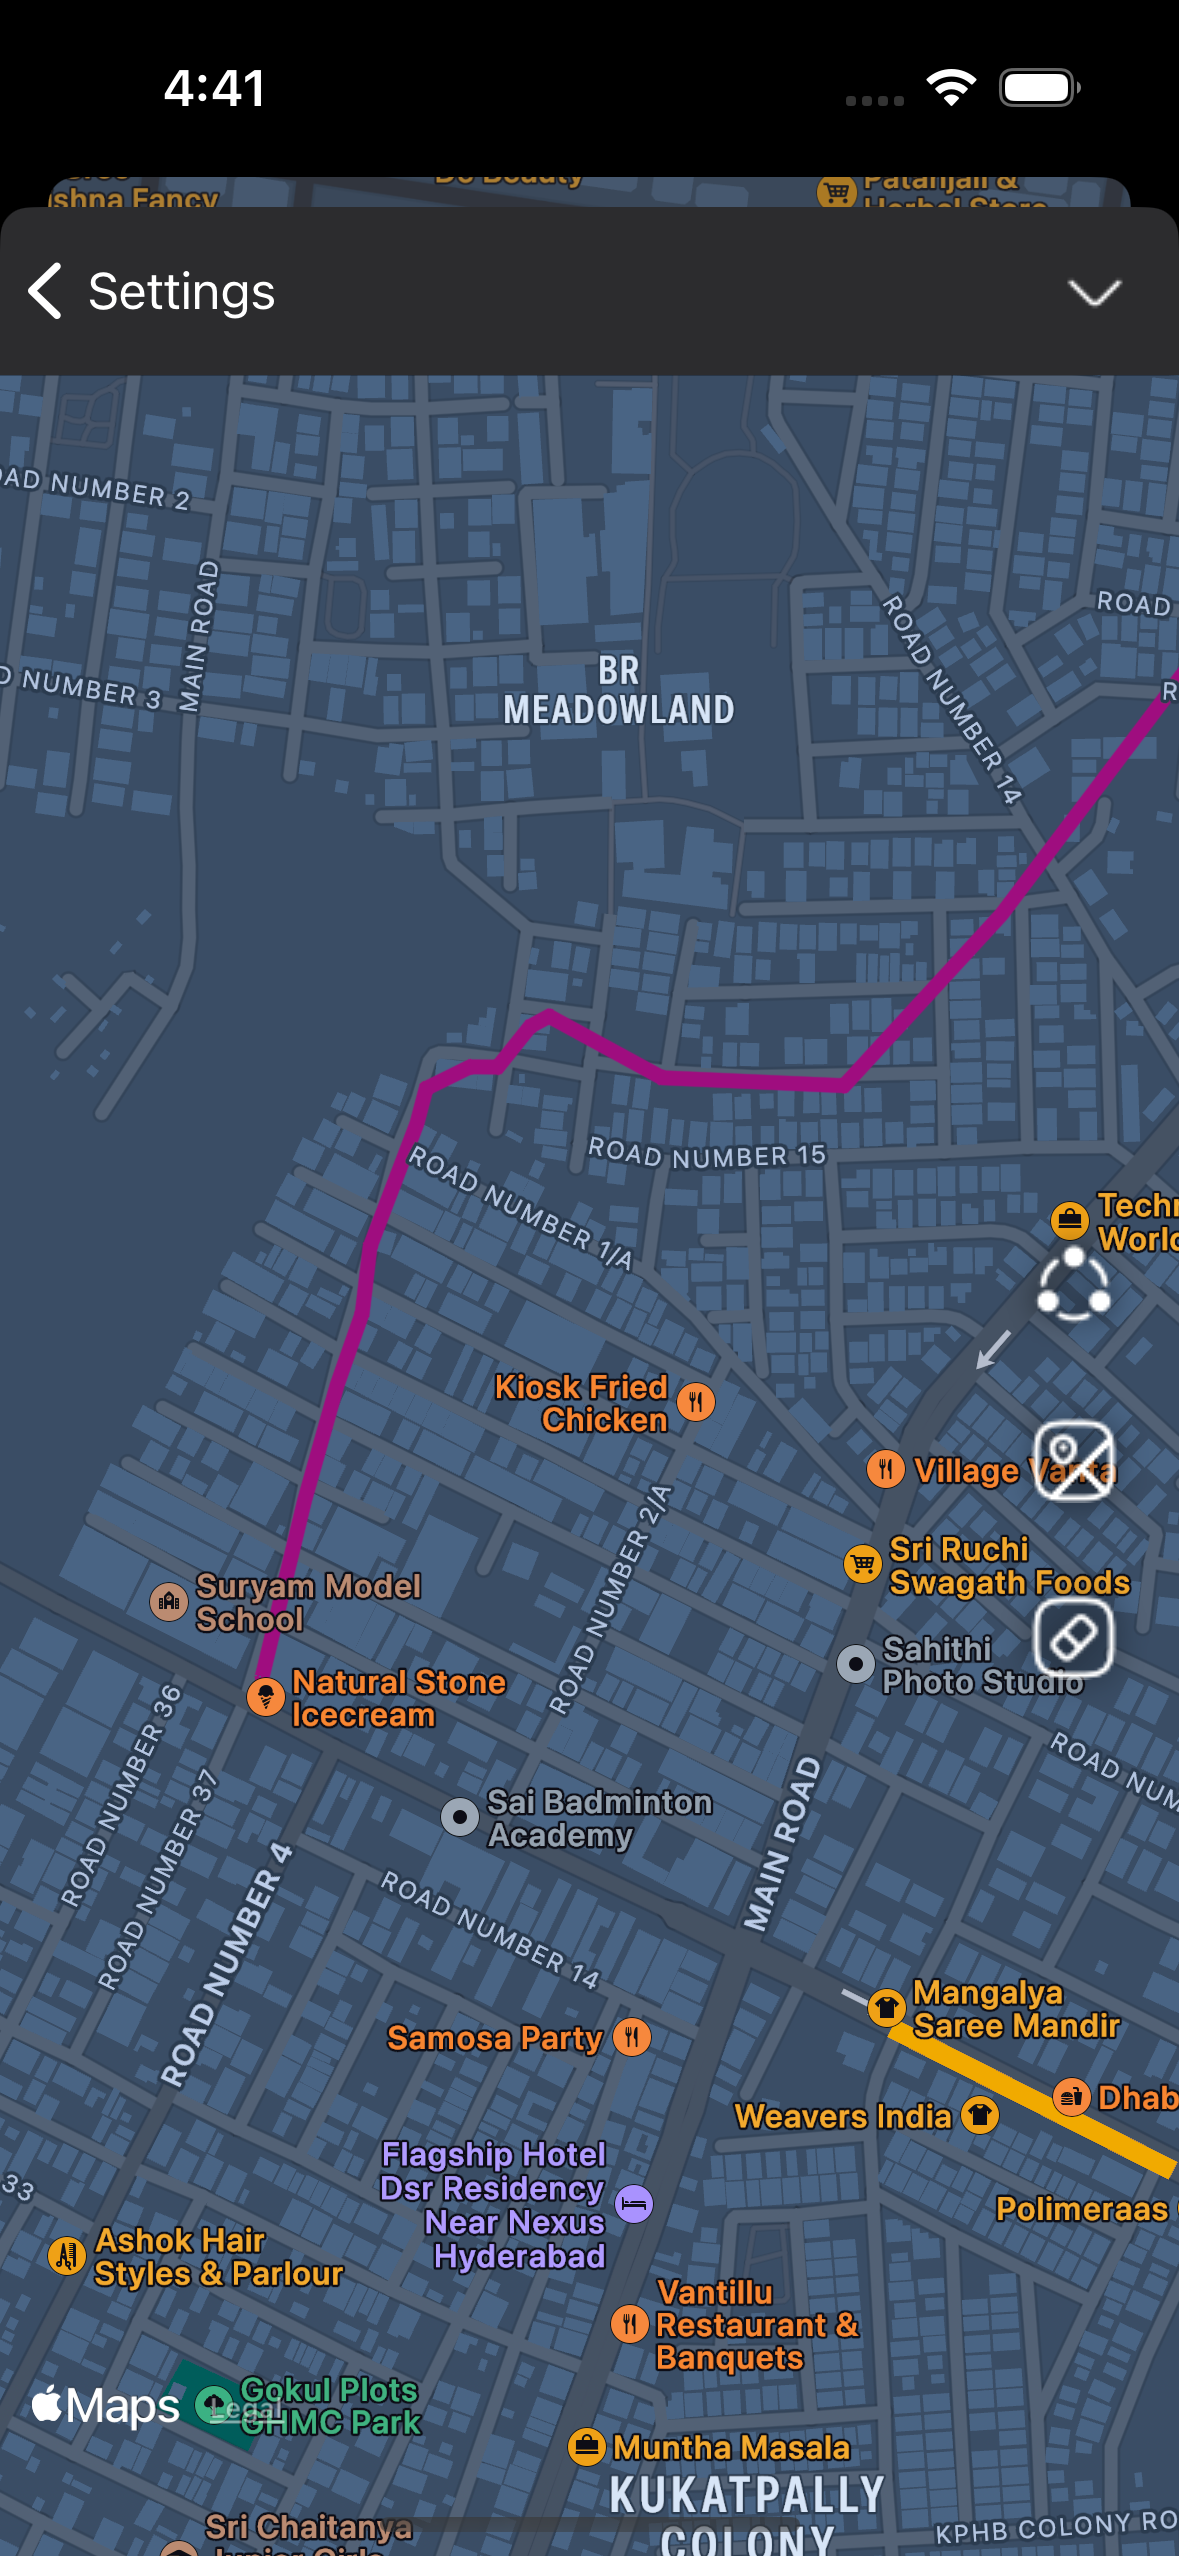 4:41
shna Fancy
De Beauty
Patanjali &
Herbal Store
Settings
ROAD NUMBER 2
MAIN ROAD
D NUMBER 3
BR
MEADOWLAND
ROAD
R
ROAD NUMBER 14
ROAD NUMBER 15
ROAD NUMBER 1/A
Techn
World
Kiosk Fried
Chicken
Village Vanta
ROAD NUMBER 2/A
Sri Ruchi
Swagath Foods
Suryam Model
School
Sahithi
Photo Studio
Natural Stone
Icecream
ROAD NUMBER 36
ROAD NUMBER 37
ROAD NUM
Sai Badminton
Academy
MAIN ROAD
ROAD NUMBER 4
ROAD NUMBER 14
Mangalya
Saree Mandir
Samosa Party
Dhab
Weavers India
Flagship Hotel
Dsr Residency
Near Nexus
Hyderabad
33
Polimeraas
Ashok Hair
Styles & Parlour
Vantillu
Restaurant &
Banquets
Maps
Legal
Gokul Plots
GHMC Park
Muntha Masala
KUKATPALLY
COLONY
Sri Chaitanya
Junior Girls
KPHB COLONY RO